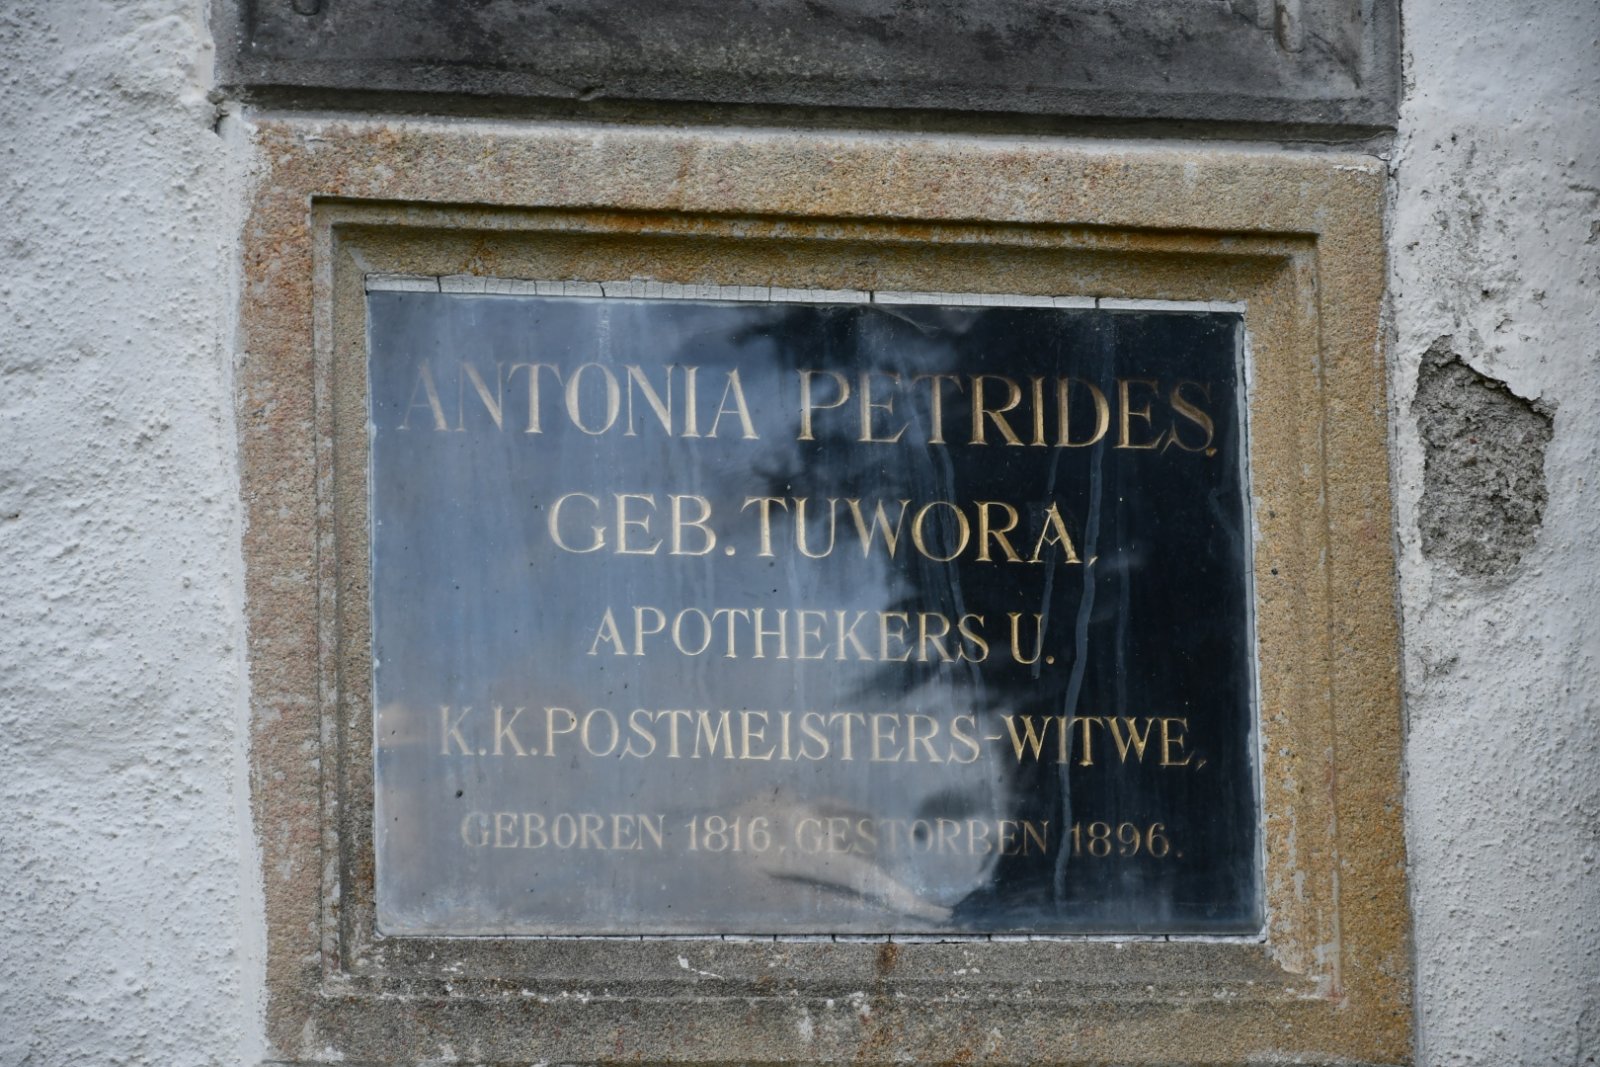 ANTONIA PETRIDES.
GEB. TUWORA,
APOTHEKERS U.
K.K. POSTMEISTERS-WITWE,
GEBOREN 1816. GESTORBEN 1896.